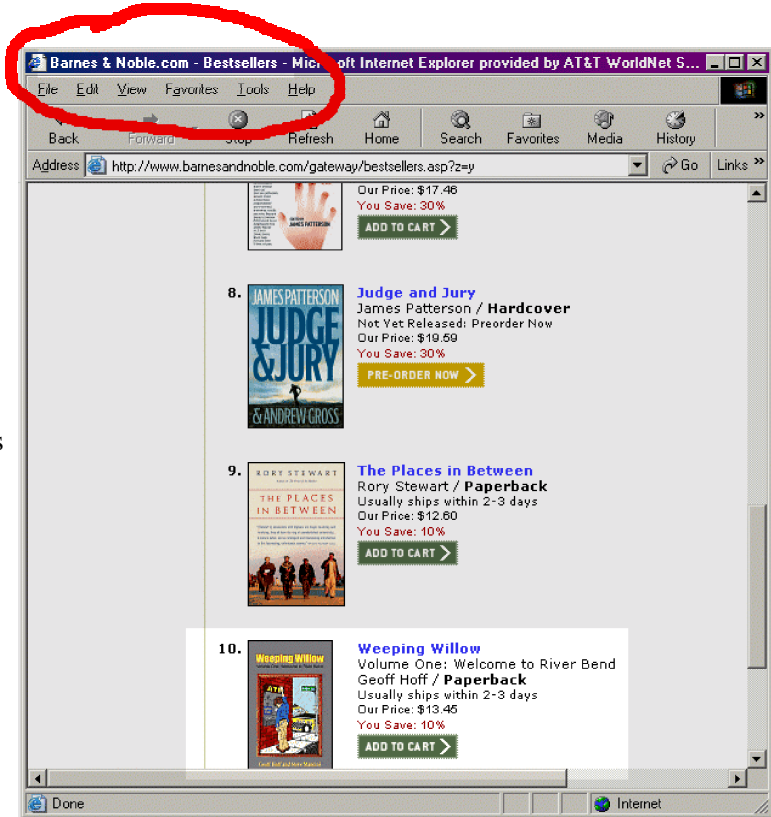 Barnes & Noble.com - Bestsellers - Microsoft Internet Explorer provided by AT&T WorldNet S...
File Edit View Favorites Tools Help
Back Forward Stop Refresh Home Search Favorites Media History »
Address http://www.barnesandnoble.com/gateway/bestsellers.asp?z=y Go Links »
Our Price: $17.46
You Save: 30%
JAMES PATTERSON
ADD TO CART
8. Judge and Jury
JAMES PATTERSON
JUDGE
& JURY
& ANDREW GROSS
James Patterson / Hardcover
Not Yet Released: Preorder Now
Our Price: $19.59
You Save: 30%
PRE-ORDER NOW
s
9. The Places in Between
RORY STEWART
THE PLACES
IN BETWEEN
Rory Stewart / Paperback
Usually ships within 2-3 days
Our Price: $12.60
You Save: 10%
ADD TO CART
10. Weeping Willow
Weeping Willow
ATM
Volume One: Welcome to River Bend
Geoff Hoff / Paperback
Usually ships within 2-3 days
Our Price: $13.45
You Save: 10%
ADD TO CART
Done Internet